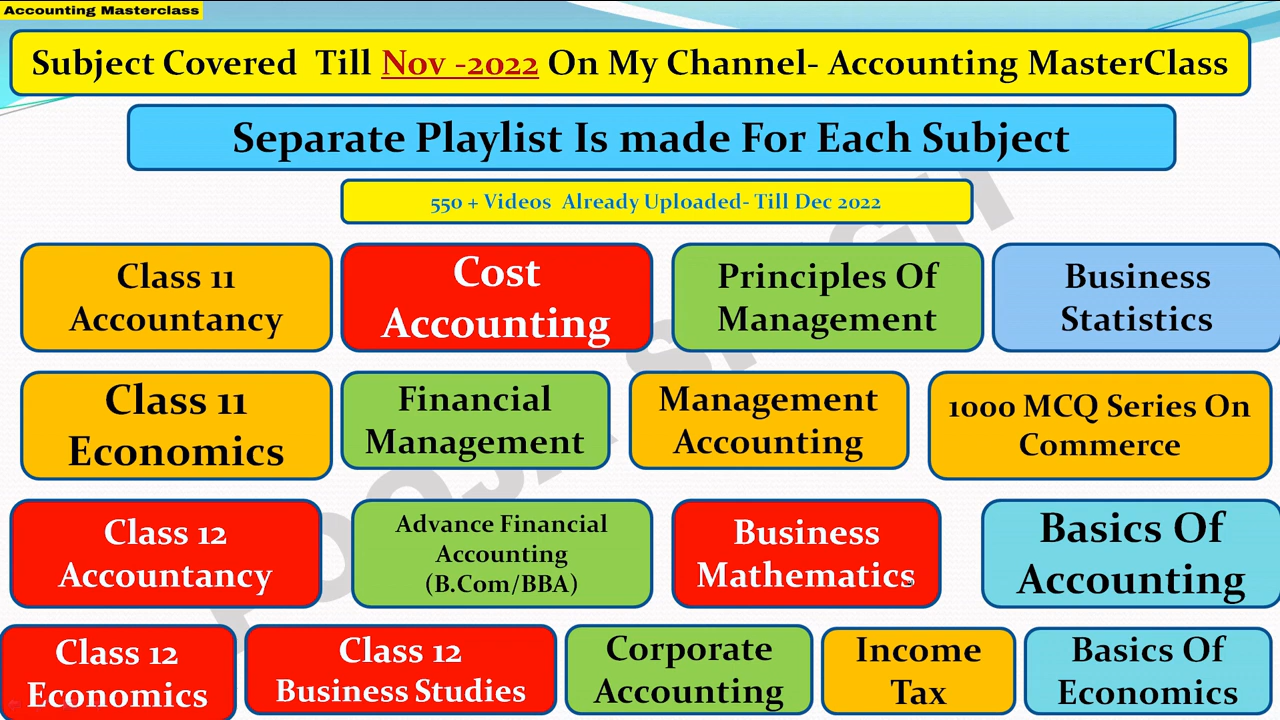 Accounting Masterclass
Subject Covered Till Nov -2022 On My Channel- Accounting MasterClass
Separate Playlist Is made For Each Subject
550 + Videos Already Uploaded- Till Dec 2022
Class 11
Accountancy
Cost
Accounting
Principles Of
Management
Business
Statistics
Class 11
Economics
Financial
Management
Management
Accounting
1000 MCQ Series On
Commerce
Class 12
Accountancy
Advance Financial
Accounting
(B.Com/BBA)
Business
Mathematics
Basics Of
Accounting
Class 12
Economics
Class 12
Business Studies
Corporate
Accounting
Income
Tax
Basics Of
Economics